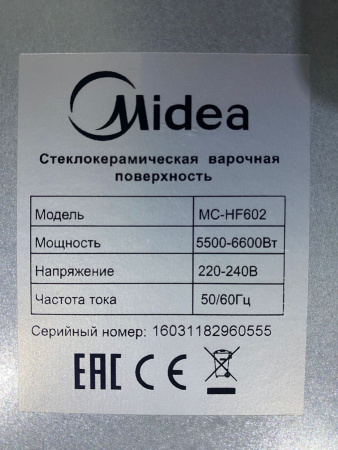 Midea
Стеклокерамическая варочная
поверхность
Модель MC-HF602
Мощность 5500-6600Вт
Напряжение 220-240В
Частота тока 50/60Гц
Серийный номер: 16031182960555
EAC CE